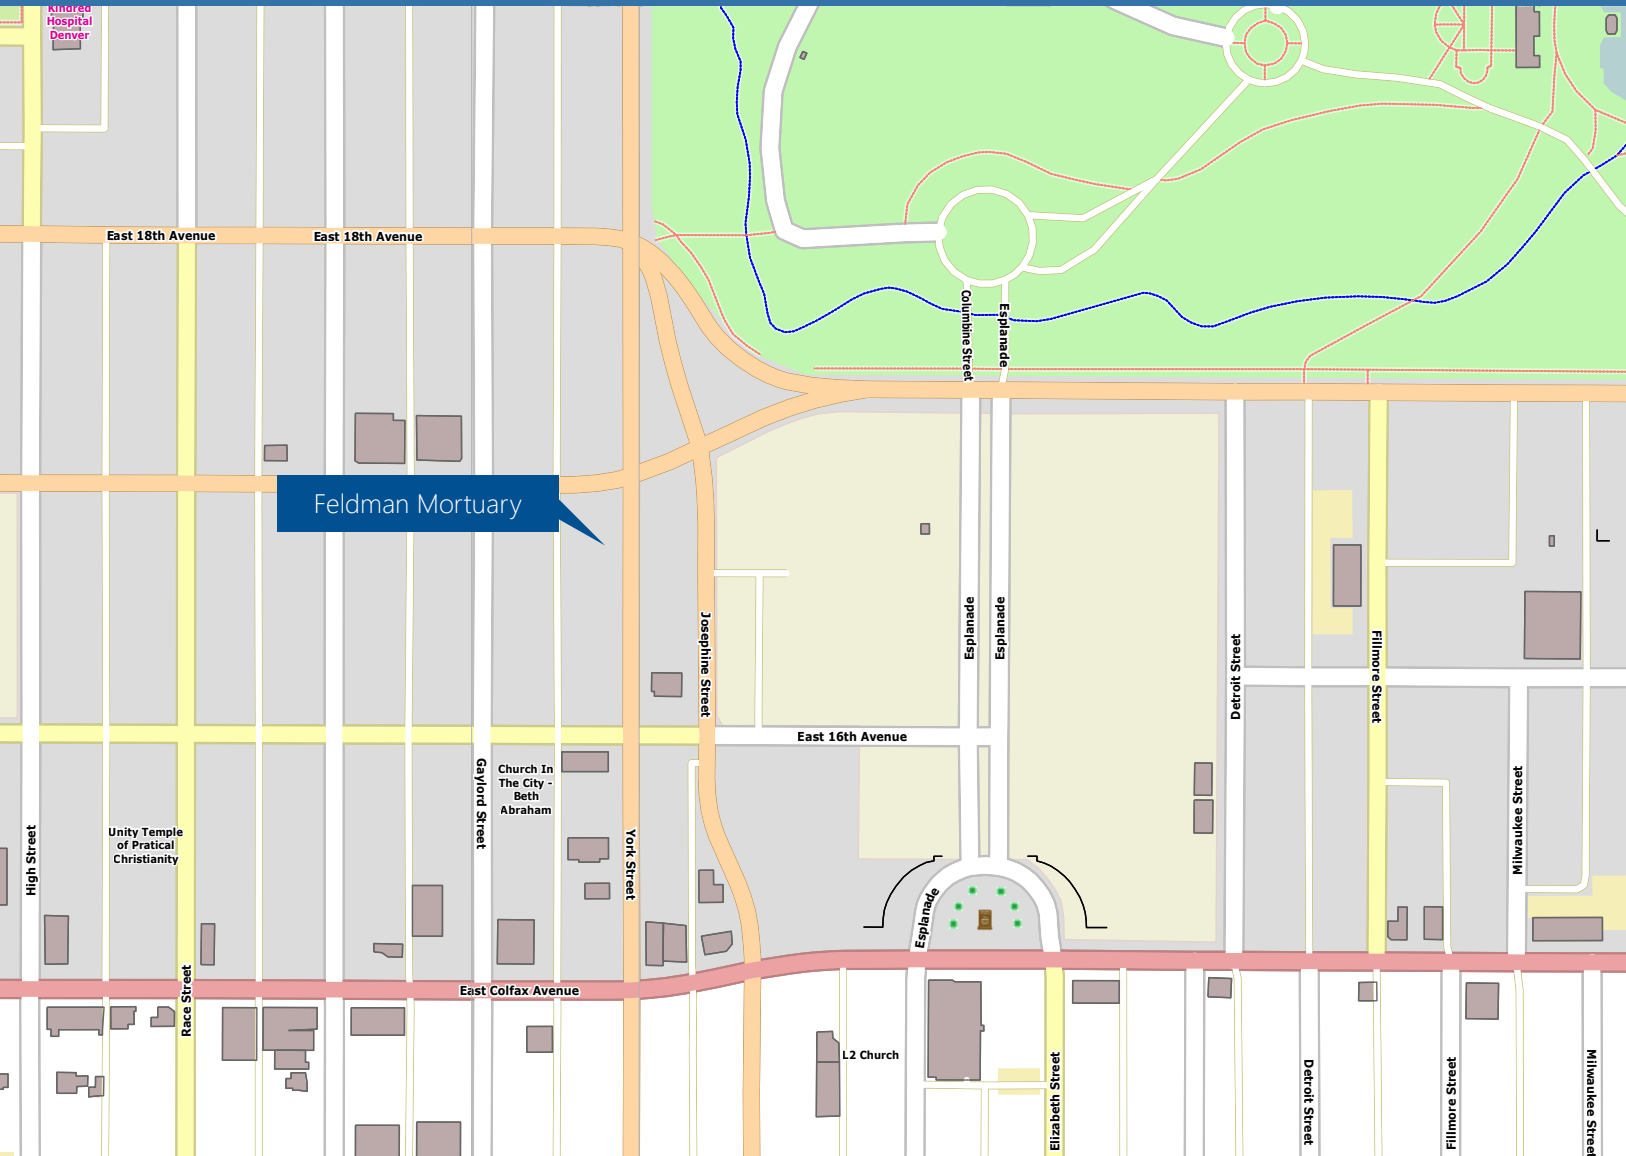 Kindred
Hospital
Denver
East 18th Avenue
East 18th Avenue
Columbine Street
Esplanade
Feldman Mortuary
Josephine Street
Esplanade
Esplanade
Detroit Street
Fillmore Street
East 16th Avenue
Gaylord Street
Church In
The City -
Beth
Abraham
Milwaukee Street
High Street
Unity Temple
of Pratical
Christianity
York Street
Esplanade
Race Street
East Colfax Avenue
L2 Church
Elizabeth Street
Detroit Street
Fillmore Street
Milwaukee Street